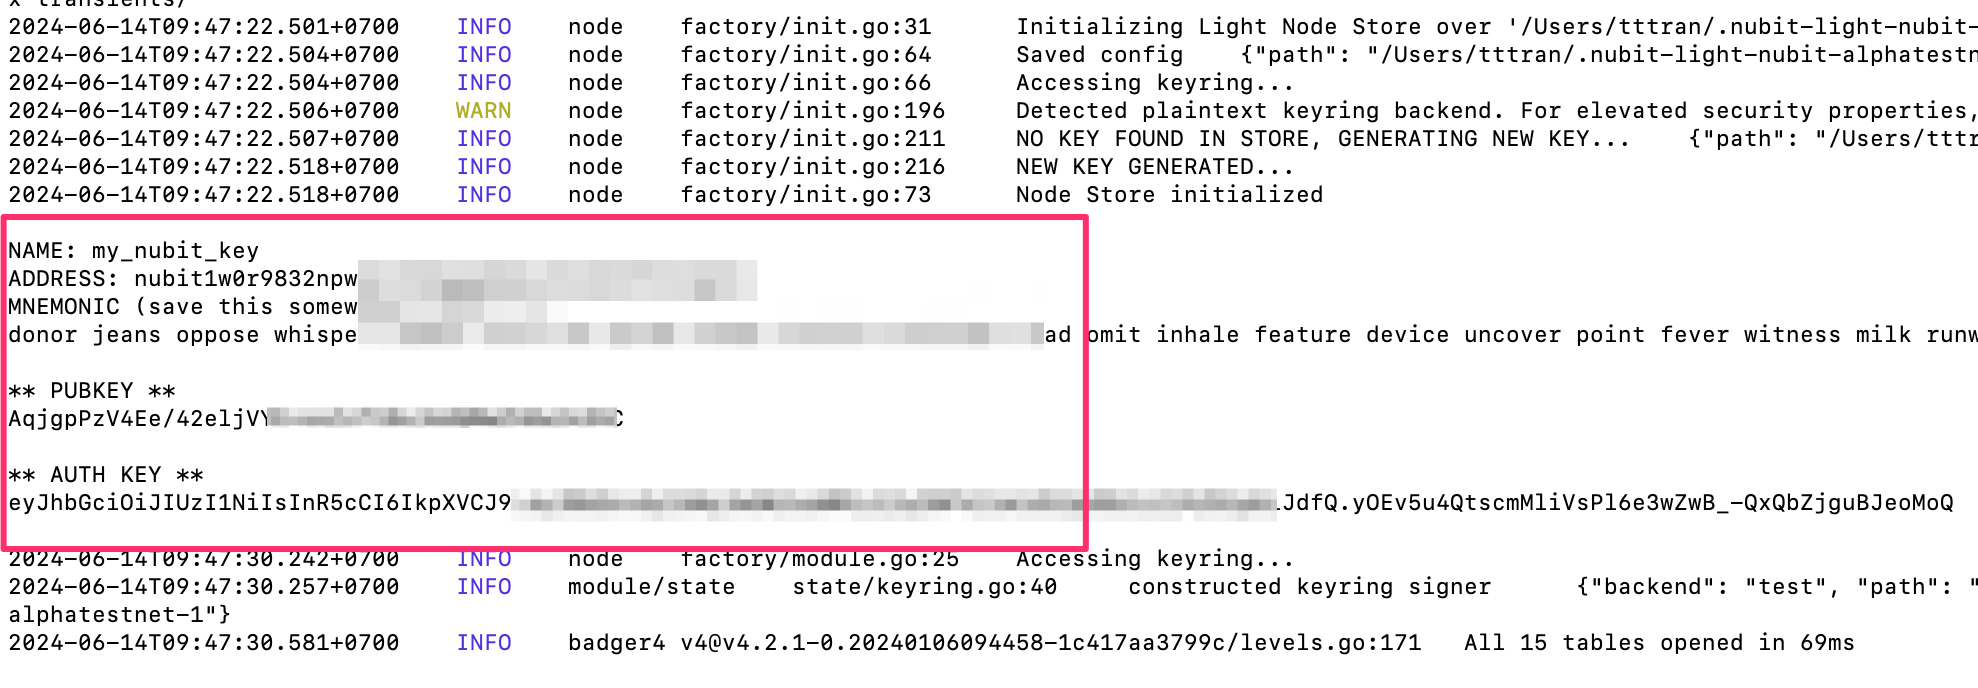 x transients/
2024-06-14T09:47:22.501+0700 INFO node factory/init.go:31 Initializing Light Node Store over '/Users/tttran/.nubit-light-nubit-
2024-06-14T09:47:22.504+0700 INFO node factory/init.go:64 Saved config {"path": "/Users/tttran/.nubit-light-nubit-alphatestn
2024-06-14T09:47:22.504+0700 INFO node factory/init.go:66 Accessing keyring...
2024-06-14T09:47:22.506+0700 WARN node factory/init.go:196 Detected plaintext keyring backend. For elevated security properties,
2024-06-14T09:47:22.507+0700 INFO node factory/init.go:211 NO KEY FOUND IN STORE, GENERATING NEW KEY... {"path": "/Users/tttr
2024-06-14T09:47:22.518+0700 INFO node factory/init.go:216 NEW KEY GENERATED...
2024-06-14T09:47:22.518+0700 INFO node factory/init.go:73 Node Store initialized
NAME: my_nubit_key
ADDRESS: nubit1w0r9832npw
MNEMONIC (save this somew
donor jeans oppose whispe ad omit inhale feature device uncover point fever witness milk runw
** PUBKEY **
AqjgpPzV4Ee/42eljVY C
** AUTH KEY **
eyJhbGciOiJIUzI1NiIsInR5cCI6IkpXVCJ9 JdfQ.yOEv5u4QtscmMliVsPl6e3wZwB_-QxQbZjguBJeoMoQ
2024-06-14T09:47:30.242+0700 INFO node factory/module.go:25 Accessing keyring...
2024-06-14T09:47:30.257+0700 INFO module/state state/keyring.go:40 constructed keyring signer {"backend": "test", "path": "
alphatestnet-1"}
2024-06-14T09:47:30.581+0700 INFO badger4 v4@v4.2.1-0.20240106094458-1c417aa3799c/levels.go:171 All 15 tables opened in 69ms